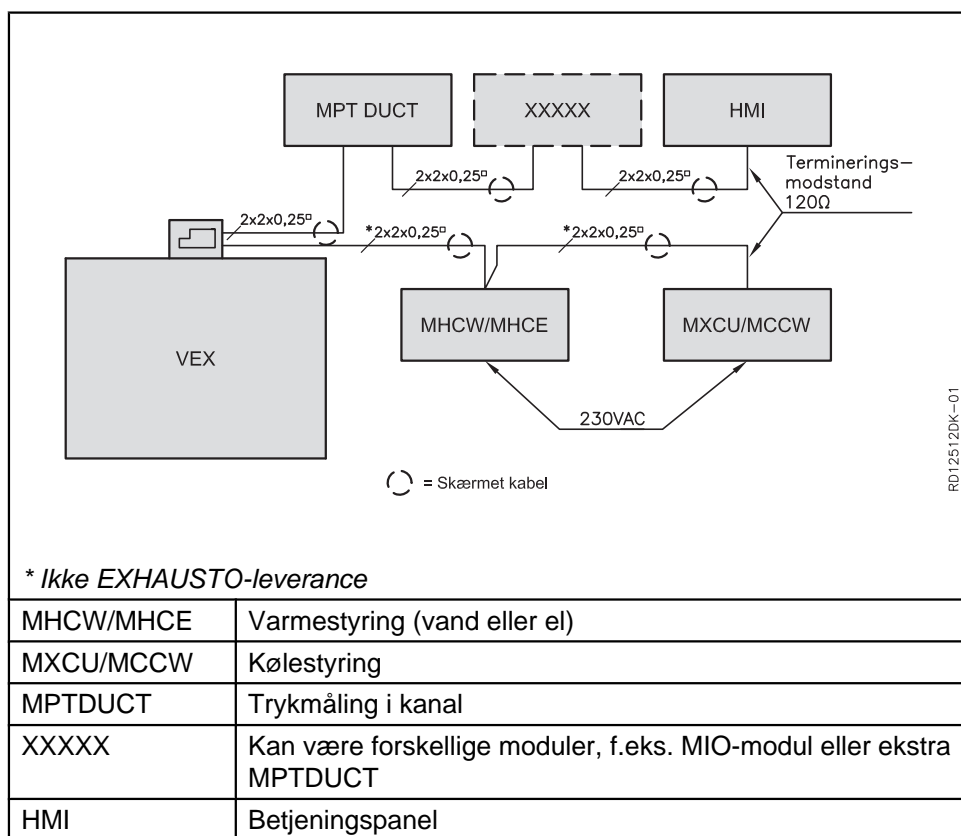 MPT DUCT
XXXXX
HMI
Terminerings-
modstand
120Ω
2x2x0,25¤
2x2x0,25¤
2x2x0,25¤
*2x2x0,25¤
*2x2x0,25¤
MHCW/MHCE
MXCU/MCCW
VEX
230VAC
= Skærmet kabel
RD12512DK-01
* Ikke EXHAUSTO-leverance
MHCW/MHCE Varmestyring (vand eller el)
MXCU/MCCW Kølestyring
MPTDUCT Trykmåling i kanal
XXXXX Kan være forskellige moduler, f.eks. MIO-modul eller ekstra
MPTDUCT
HMI Betjeningspanel